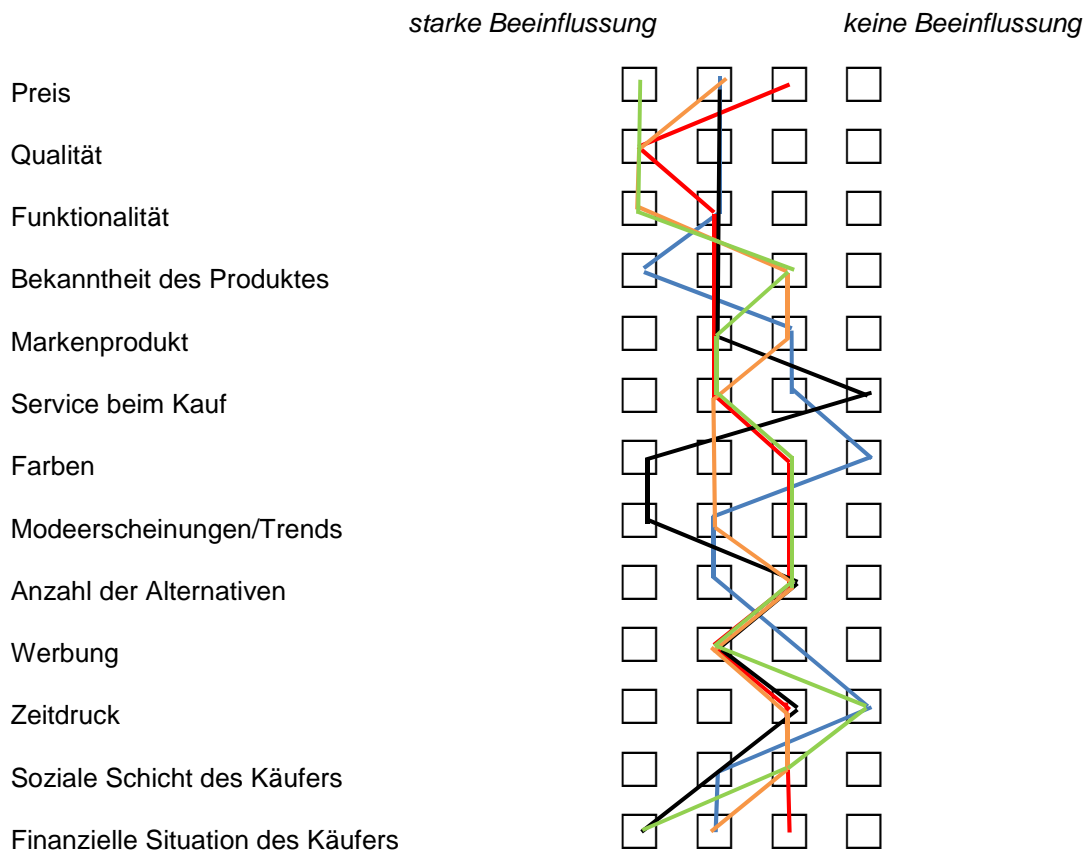 starke Beeinflussung keine Beeinflussung
Preis
Qualität
Funktionalität
Bekanntheit des Produktes
Markenprodukt
Service beim Kauf
Farben
Modeerscheinungen/Trends
Anzahl der Alternativen
Werbung
Zeitdruck
Soziale Schicht des Käufers
Finanzielle Situation des Käufers